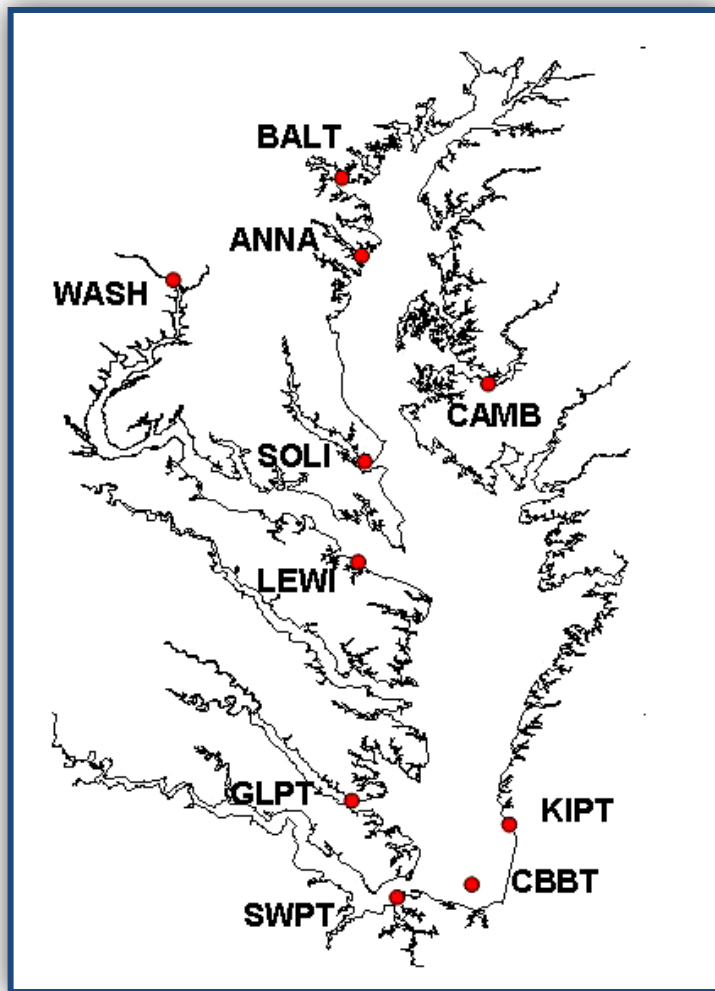 BALT
ANNA
WASH
CAMB
SOLI
LEWI
GLPT
KIPT
CBBT
SWPT